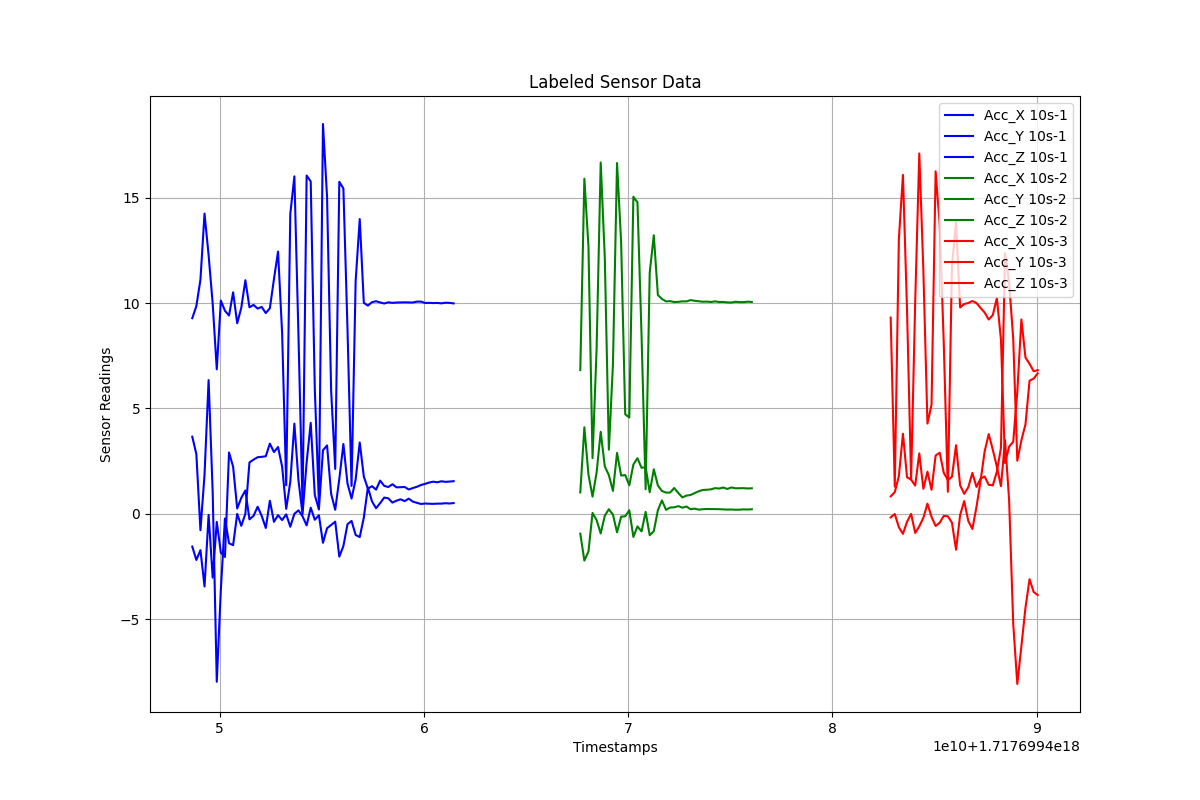 Labeled Sensor Data
Acc_X 10s-1
Acc_Y 10s-1
Acc_Z 10s-1
Acc_X 10s-2
Acc_Y 10s-2
Acc_Z 10s-2
Acc_X 10s-3
Acc_Y 10s-3
Acc_Z 10s-3
Sensor Readings
15
10
5
0
−5
5 6 7 8 9
Timestamps
1e10+1.7176994e18